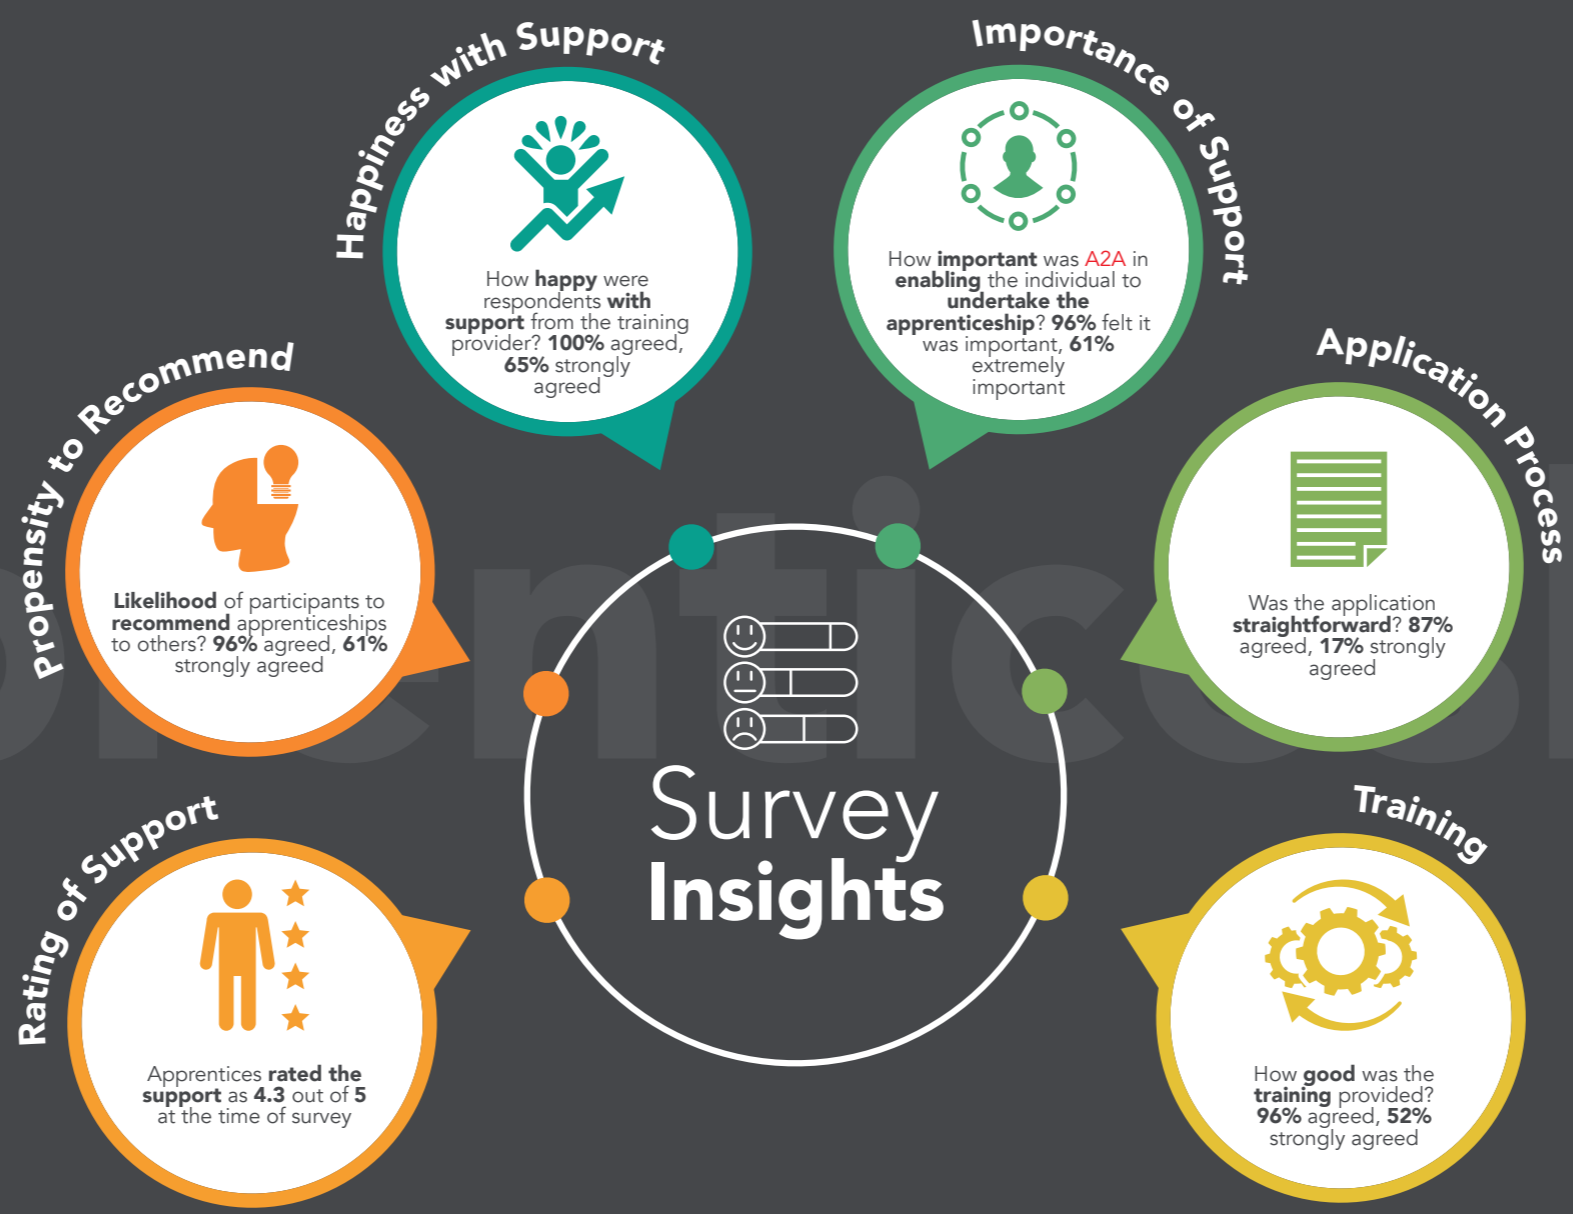 Happiness with Support
How happy were
respondents with
support from the training
provider? 100% agreed,
65% strongly
agreed
Importance of Support
How important was A2A in
enabling the individual to
undertake the
apprenticeship? 96% felt it
was important, 61%
extremely
important
Propensity to Recommend
Likelihood of participants to
recommend apprenticeships
to others? 96% agreed, 61%
strongly agreed
Application Process
Was the application
straightforward? 87%
agreed, 17% strongly
agreed
Survey
Insights
Rating of Support
Apprentices rated the
support as 4.3 out of 5
at the time of survey
Training
How good was the
training provided?
96% agreed, 52%
strongly agreed